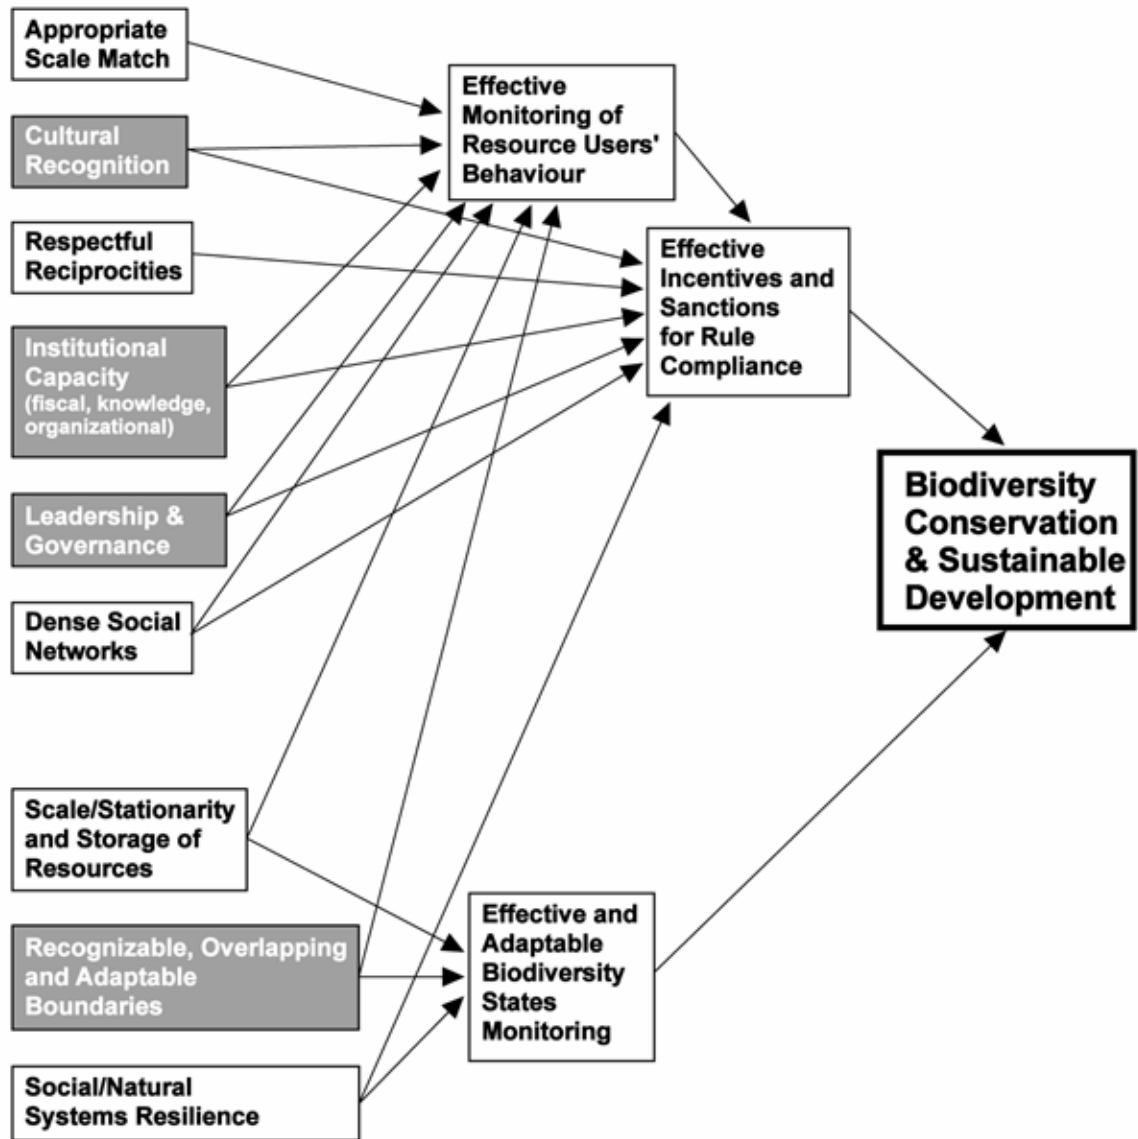 Appropriate
Scale Match
Cultural
Recognition
Respectful
Reciprocities
Institutional
Capacity
(fiscal, knowledge,
organizational)
Leadership &
Governance
Dense Social
Networks
Scale/Stationarity
and Storage of
Resources
Recognizable, Overlapping
and Adaptable
Boundaries
Social/Natural
Systems Resilience
Effective
Monitoring of
Resource Users'
Behaviour
Effective
Incentives and
Sanctions
for Rule
Compliance
Effective and
Adaptable
Biodiversity
States
Monitoring
Biodiversity
Conservation
& Sustainable
Development